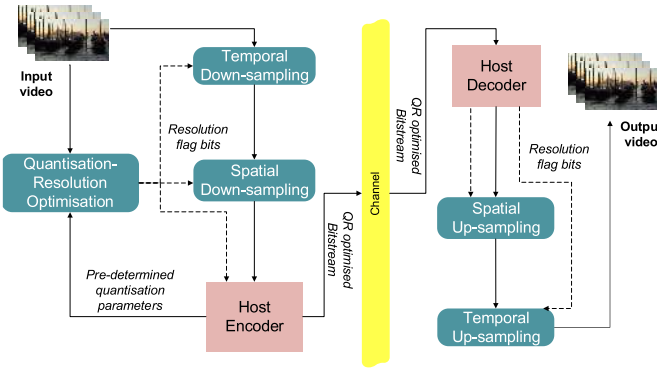 Input
video
Temporal
Down-sampling
Resolution
flag bits
Quantisation-
Resolution
Optimisation
Spatial
Down-sampling
Pre-determined
quantisation
parameters
Host
Encoder
QR optimised
Bitstream
Channel
QR optimised
Bitstream
Host
Decoder
Resolution
flag bits
Spatial
Up-sampling
Temporal
Up-sampling
Output
video